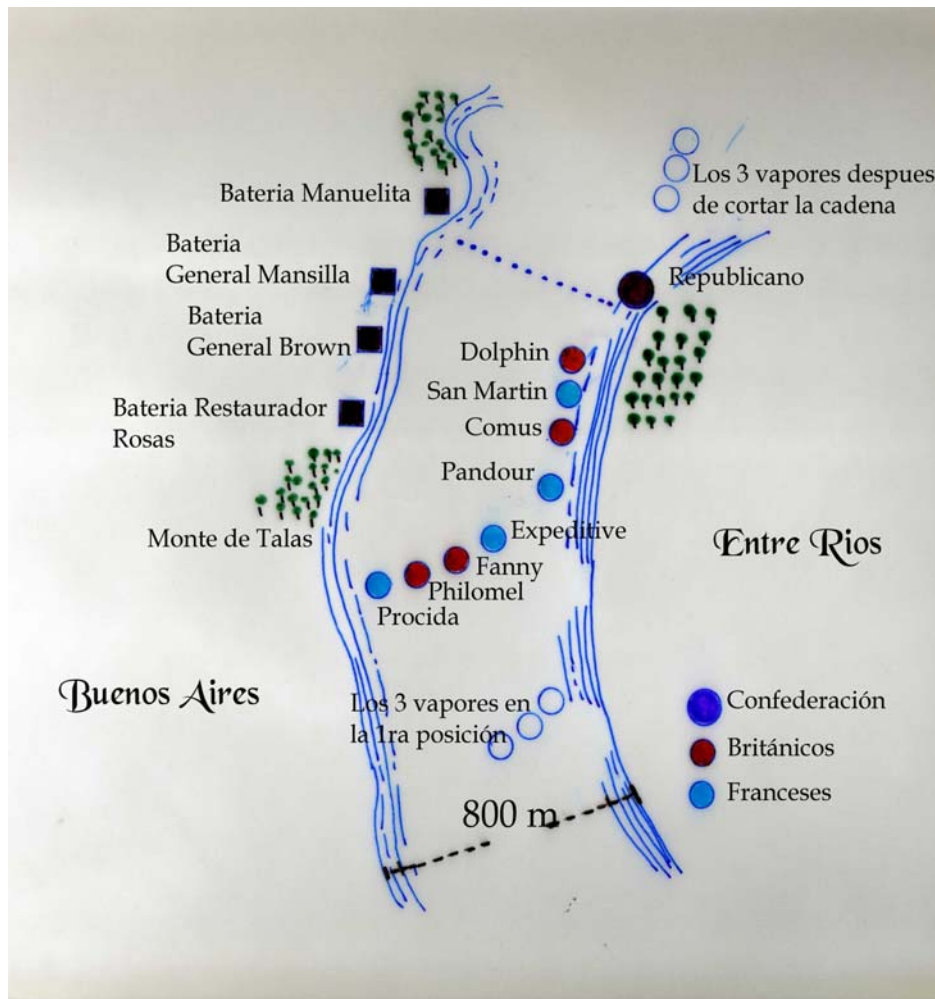 Bateria Manuelita
Los 3 vapores despues
de cortar la cadena
Bateria
General Mansilla
Republicano
Bateria
General Brown
Dolphin
San Martin
Bateria Restaurador
Rosas
Comus
Pandour
Monte de Talas
Expeditive
Entre Rios
Fanny
Philomel
Procida
Buenos Aires
Los 3 vapores en
la 1ra posición
Confederación
Británicos
Franceses
800 m